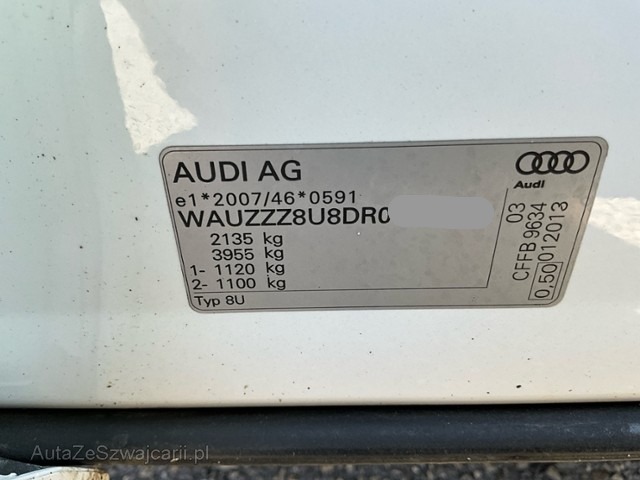 AUDI AG
Audi
e1*2007/46*0591
WAUZZZ8U8DR0
2135 kg
3955 kg
1- 1120 kg
2- 1100 kg
Typ 8U
03
CFFB 9634
0,50 012013
AutaZeSzwajcarii.pl